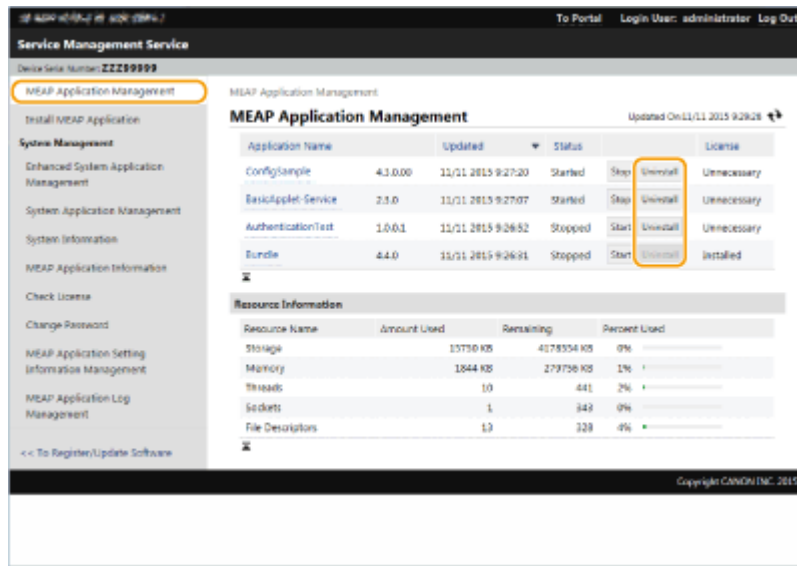 To Portal Login User: administrator Log Out
Service Management Service
Device Serial Number: ZZZ99999
MEAP Application Management
Install MEAP Application
System Management
Enhanced System Application
Management
System Application Management
System Information
MEAP Application Information
Check License
Change Password
MEAP Application Setting
Information Management
MEAP Application Log
Management
<< To Register/Update Software
MEAP Application Management
MEAP Application Management
Updated On:11/11 2015 9:29:28
Application Name Updated Status License
ConfigSample 4.3.0.00 11/11 2015 9:27:20 Started Stop Uninstall Unnecessary
BasicApplet-Service 2.3.0 11/11 2015 9:27:07 Started Stop Uninstall Unnecessary
AuthenticationTest 1.0.0.1 11/11 2015 9:26:52 Stopped Start Uninstall Unnecessary
Bundle 4.4.0 11/11 2015 9:26:31 Stopped Start Uninstall Installed
Resource Information
Resource Name Amount Used Remaining Percent Used
Storage 15750 KB 4178554 KB 0%
Memory 1844 KB 279756 KB 1%
Threads 10 441 2%
Sockets 1 343 0%
File Descriptors 13 328 4%
Copyright CANON INC. 2015